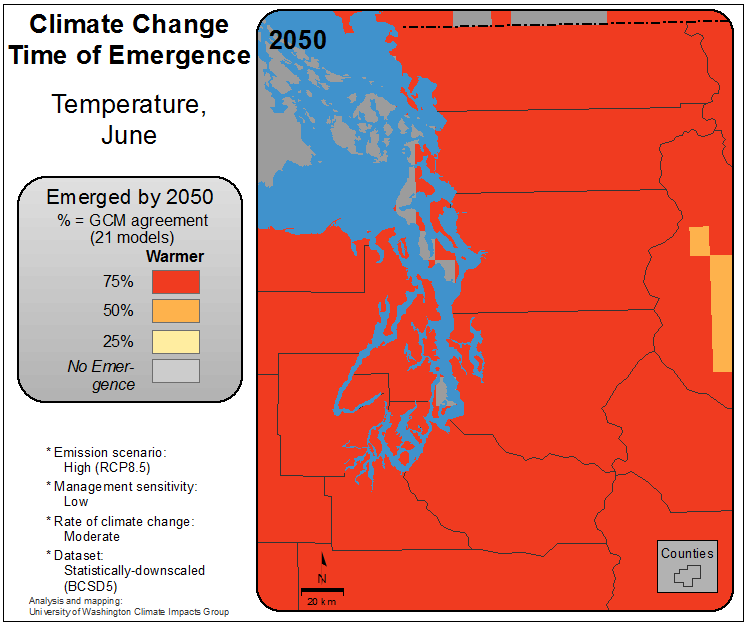 Climate Change
Time of Emergence
Temperature,
June
Emerged by 2050
% = GCM agreement
(21 models)
Warmer
75%
50%
25%
No Emer-
gence
* Emission scenario:
High (RCP8.5)
* Management sensitivity:
Low
* Rate of climate change:
Moderate
* Dataset:
Statistically-downscaled
(BCSD5)
Analysis and mapping:
University of Washington Climate Impacts Group
2050
N
20 km
Counties